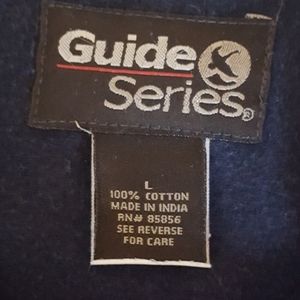 Guide
Series®
L
100% COTTON
MADE IN INDIA
RN# 85856
SEE REVERSE
FOR CARE